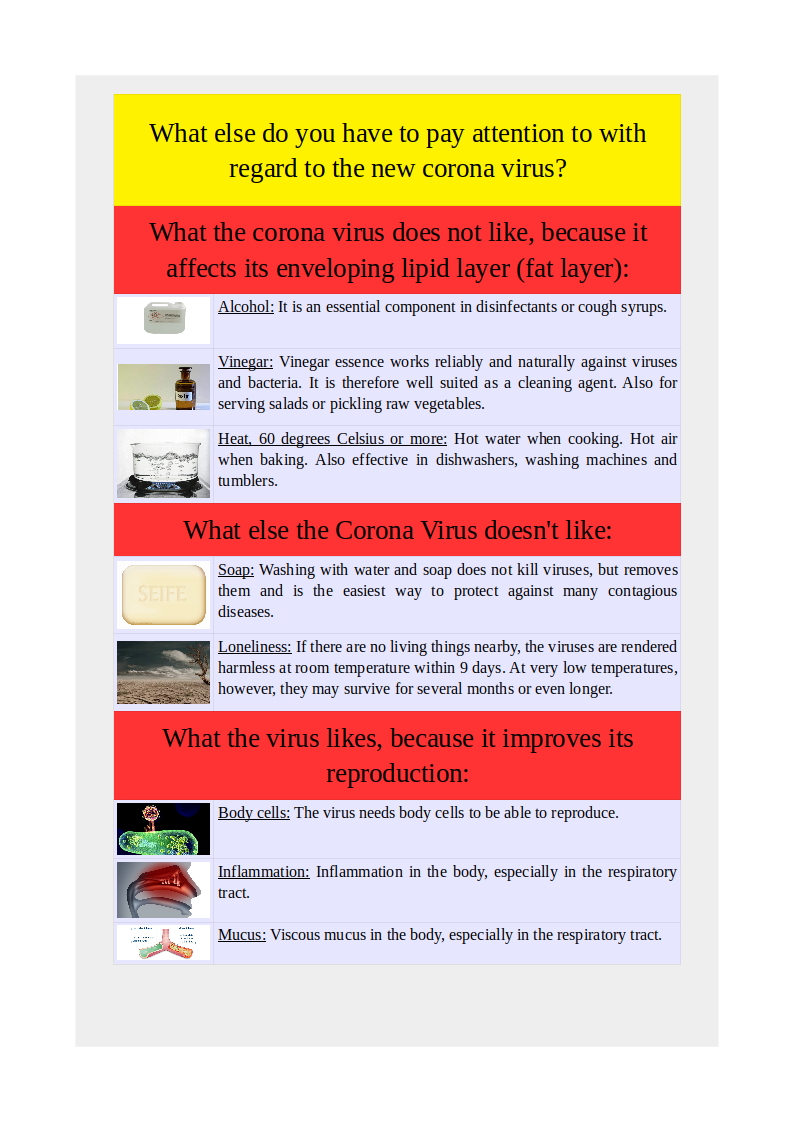 What else do you have to pay attention to with
regard to the new corona virus?
What the corona virus does not like, because it
affects its enveloping lipid layer (fat layer):
Alcohol: It is an essential component in disinfectants or cough syrups.
Vinegar: Vinegar essence works reliably and naturally against viruses
and bacteria. It is therefore well suited as a cleaning agent. Also for
serving salads or pickling raw vegetables.
Heat, 60 degrees Celsius or more: Hot water when cooking. Hot air
when baking. Also effective in dishwashers, washing machines and
tumblers.
What else the Corona Virus doesn't like:
SEIFE
Soap: Washing with water and soap does not kill viruses, but removes
them and is the easiest way to protect against many contagious
diseases.
Loneliness: If there are no living things nearby, the viruses are rendered
harmless at room temperature within 9 days. At very low temperatures,
however, they may survive for several months or even longer.
What the virus likes, because it improves its
reproduction:
Body cells: The virus needs body cells to be able to reproduce.
Inflammation: Inflammation in the body, especially in the respiratory
tract.
Mucus: Viscous mucus in the body, especially in the respiratory tract.